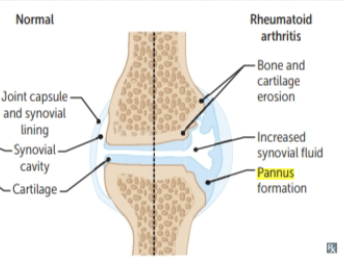 Normal
Rheumatoid
arthritis
Joint capsule
and synovial
lining
Synovial
cavity
Cartilage
Bone and
cartilage
erosion
Increased
synovial fluid
Pannus
formation